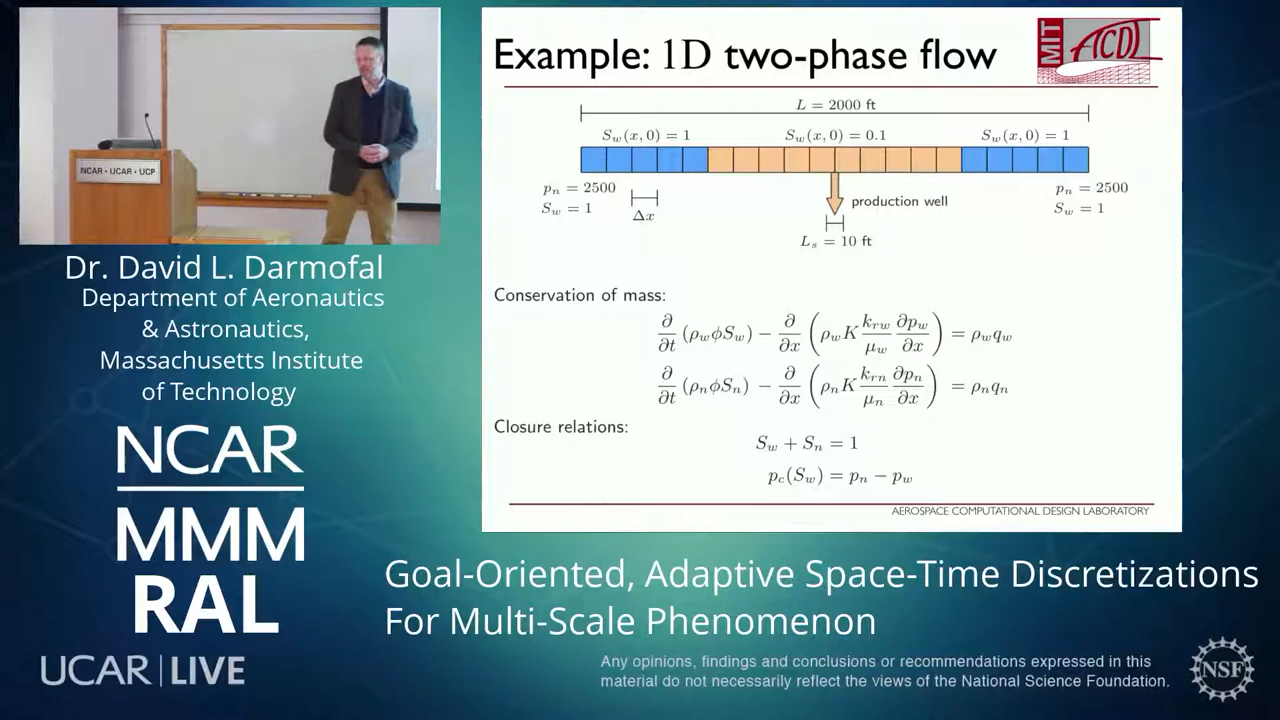 NCAR • UCAR • UCP
Dr. David L. Darmofal
Department of Aeronautics
& Astronautics,
Massachusetts Institute
of Technology
NCAR
MMM
RAL
UCAR | LIVE
Example: 1D two-phase flow
MIT
ACDL
L = 2000 ft
S_w(x, 0) = 1
S_w(x, 0) = 0.1
S_w(x, 0) = 1
p_n = 2500
S_w = 1
Δx
production well
L_s = 10 ft
p_n = 2500
S_w = 1
Conservation of mass:
∂/∂t (ρ_w ϕ S_w) − ∂/∂x (ρ_w K k_rw/μ_w ∂p_w/∂x) = ρ_w q_w
∂/∂t (ρ_n ϕ S_n) − ∂/∂x (ρ_n K k_rn/μ_n ∂p_n/∂x) = ρ_n q_n
Closure relations:
S_w + S_n = 1
p_c(S_w) = p_n − p_w
AEROSPACE COMPUTATIONAL DESIGN LABORATORY
Goal-Oriented, Adaptive Space-Time Discretizations
For Multi-Scale Phenomenon
Any opinions, findings and conclusions or recommendations expressed in this
material do not necessarily reflect the views of the National Science Foundation.
NSF